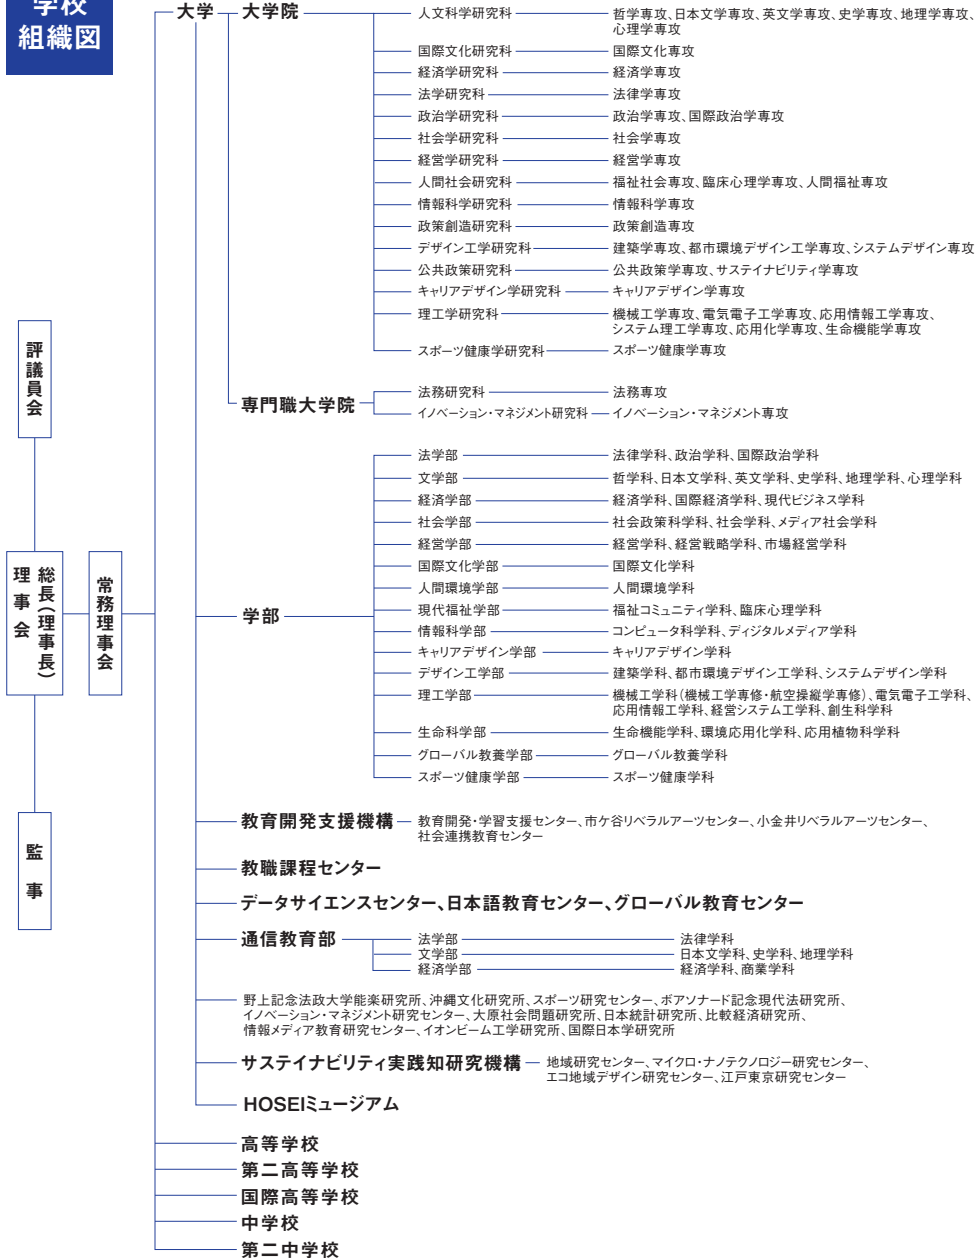 学校
組織図
大学
大学院
人文科学研究科
哲学専攻、日本文学専攻、英文学専攻、史学専攻、地理学専攻、
心理学専攻
国際文化研究科
国際文化専攻
経済学研究科
経済学専攻
法学研究科
法律学専攻
政治学研究科
政治学専攻、国際政治学専攻
社会学研究科
社会学専攻
経営学研究科
経営学専攻
人間社会研究科
福祉社会専攻、臨床心理学専攻、人間福祉専攻
情報科学研究科
情報科学専攻
政策創造研究科
政策創造専攻
デザイン工学研究科
建築学専攻、都市環境デザイン工学専攻、システムデザイン専攻
公共政策研究科
公共政策学専攻、サステイナビリティ学専攻
キャリアデザイン学研究科
キャリアデザイン学専攻
理工学研究科
機械工学専攻、電気電子工学専攻、応用情報工学専攻、
システム理工学専攻、応用化学専攻、生命機能学専攻
スポーツ健康学研究科
スポーツ健康学専攻
専門職大学院
法務研究科
法務専攻
イノベーション・マネジメント研究科
イノベーション・マネジメント専攻
評議員会
理事会
総長(理事長)
常務理事会
監事
学部
法学部
法律学科、政治学科、国際政治学科
文学部
哲学科、日本文学科、英文学科、史学科、地理学科、心理学科
経済学部
経済学科、国際経済学科、現代ビジネス学科
社会学部
社会政策科学科、社会学科、メディア社会学科
経営学部
経営学科、経営戦略学科、市場経営学科
国際文化学部
国際文化学科
人間環境学部
人間環境学科
現代福祉学部
福祉コミュニティ学科、臨床心理学科
情報科学部
コンピュータ科学科、ディジタルメディア学科
キャリアデザイン学部
キャリアデザイン学科
デザイン工学部
建築学科、都市環境デザイン工学科、システムデザイン学科
理工学部
機械工学科(機械工学専修・航空操縦学専修)、電気電子工学科、
応用情報工学科、経営システム工学科、創生科学科
生命科学部
生命機能学科、環境応用化学科、応用植物科学科
グローバル教養学部
グローバル教養学科
スポーツ健康学部
スポーツ健康学科
教育開発支援機構
教育開発・学習支援センター、市ケ谷リベラルアーツセンター、小金井リベラルアーツセンター、
社会連携教育センター
教職課程センター
データサイエンスセンター、日本語教育センター、グローバル教育センター
通信教育部
法学部
法律学科
文学部
日本文学科、史学科、地理学科
経済学部
経済学科、商業学科
野上記念法政大学能楽研究所、沖縄文化研究所、スポーツ研究センター、ボアソナード記念現代法研究所、
イノベーション・マネジメント研究センター、大原社会問題研究所、日本統計研究所、比較経済研究所、
情報メディア教育研究センター、イオンビーム工学研究所、国際日本学研究所
サステイナビリティ実践知研究機構
地域研究センター、マイクロ・ナノテクノロジー研究センター、
エコ地域デザイン研究センター、江戸東京研究センター
HOSEIミュージアム
高等学校
第二高等学校
国際高等学校
中学校
第二中学校